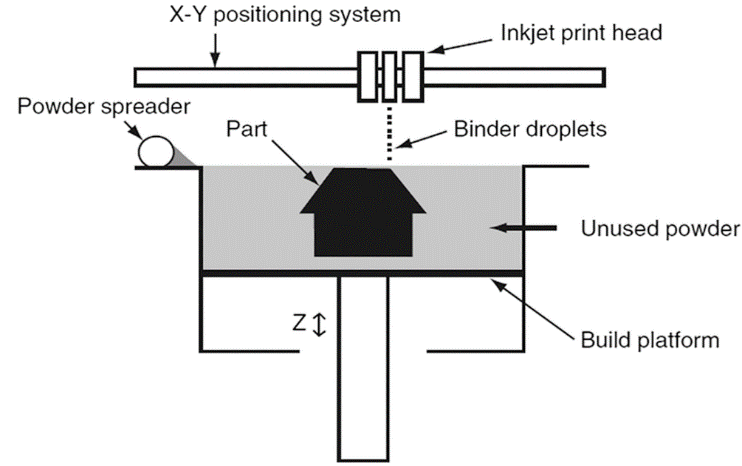 X-Y positioning system
Inkjet print head
Powder spreader
Part
Binder droplets
Unused powder
Z
Build platform